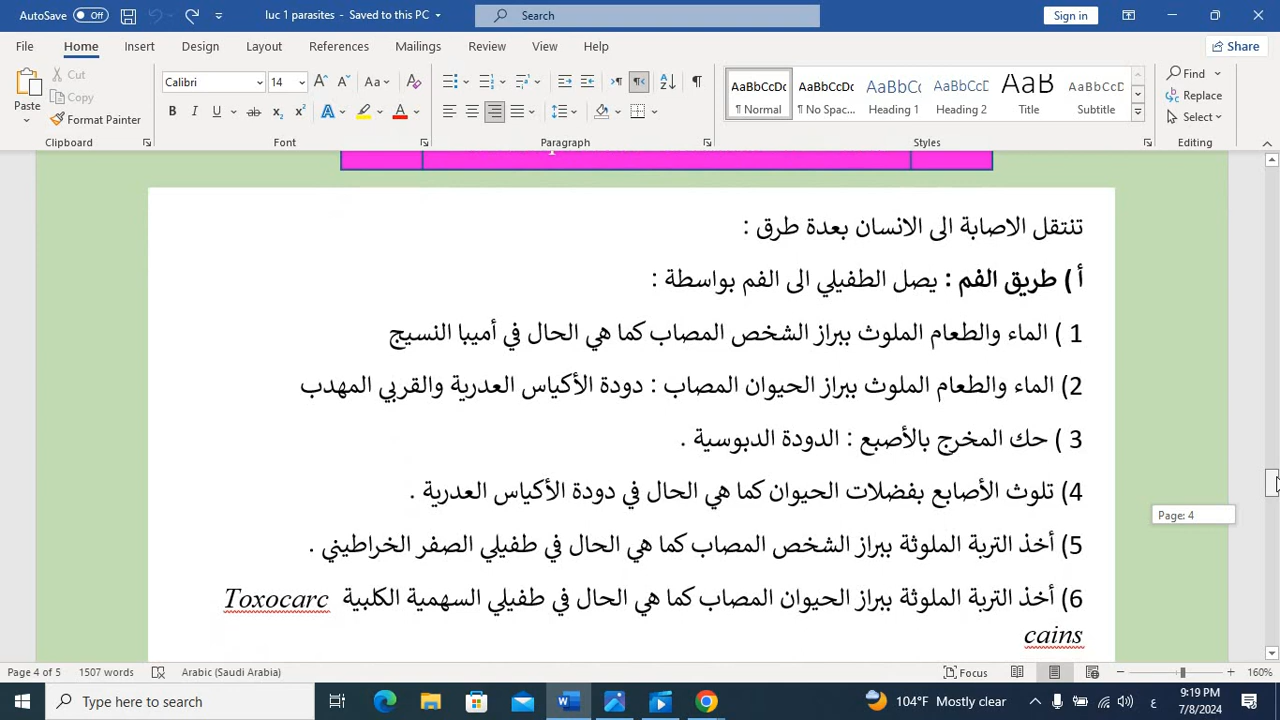 AutoSave Off luc 1 parasites - Saved to this PC Search Sign in
File Home Insert Design Layout References Mailings Review View Help Share
Paste Cut Copy Format Painter
Calibri 14
AaBbCcDc AaBbCcDc AaBbCc AaBbCcD AaB AaBbCcD
¶ Normal ¶ No Spac... Heading 1 Heading 2 Title Subtitle
Find Replace Select
Clipboard Font Paragraph Styles Editing
تنتقل الاصابة الى الانسان بعدة طرق :
أ ) طريق الفم : يصل الطفيلي الى الفم بواسطة :
1 ) الماء والطعام الملوث ببراز الشخص المصاب كما هي الحال في أميبا النسيج
2) الماء والطعام الملوث ببراز الحيوان المصاب : دودة الأكياس العدرية والقربي المهدب
3 ) حك المخرج بالأصبع : الدودة الدبوسية .
4) تلوث الأصابع بفضلات الحيوان كما هي الحال في دودة الأكياس العدرية .
5) أخذ التربة الملوثة ببراز الشخص المصاب كما هي الحال في طفيلي الصفر الخراطيني .
6) أخذ التربة الملوثة ببراز الحيوان المصاب كما هي الحال في طفيلي السهمية الكلبية Toxocarc
cains
Page: 4
Page 4 of 5 1507 words Arabic (Saudi Arabia) Focus 160%
Type here to search 104°F Mostly clear ع 9:19 PM
7/8/2024